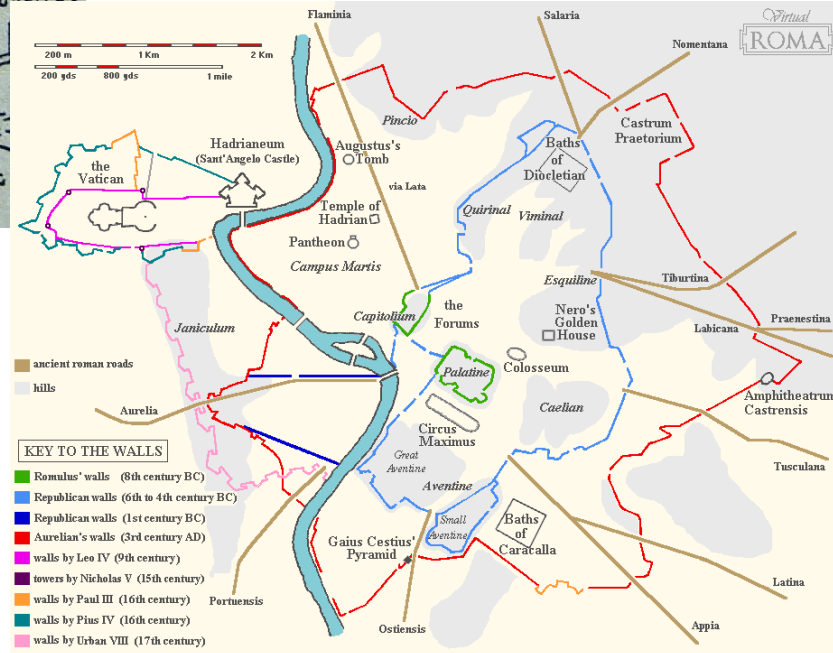 Virtual
ROMA
Flaminia
Salaria
Nomentana
200 m
1 Km
2 Km
200 yds
800 yds
1 mile
Pincio
Castrum
Praetorium
Hadrianeum
(Sant'Angelo Castle)
Augustus's
Tomb
Baths
of
Diocletian
the
Vatican
via Lata
Temple of
Hadrian
Quirinal
Viminal
Pantheon
Campus Martis
Esquiline
Tiburtina
Capitolium
the
Forums
Nero's
Golden
House
Praenestina
Labicana
Janiculum
ancient roman roads
hills
Palatine
Colosseum
Amphitheatrum
Castrensis
Aurelia
Circus
Maximus
Caelian
KEY TO THE WALLS
Romulus' walls (8th century BC)
Republican walls (6th to 4th century BC)
Republican walls (1st century BC)
Aurelian's walls (3rd century AD)
walls by Leo IV (9th century)
towers by Nicholas V (15th century)
walls by Paul III (16th century)
walls by Pius IV (16th century)
walls by Urban VIII (17th century)
Great
Aventine
Tusculana
Aventine
Small
Aventine
Baths
of
Caracalla
Gaius Cestius'
Pyramid
Latina
Portuensis
Ostiensis
Appia